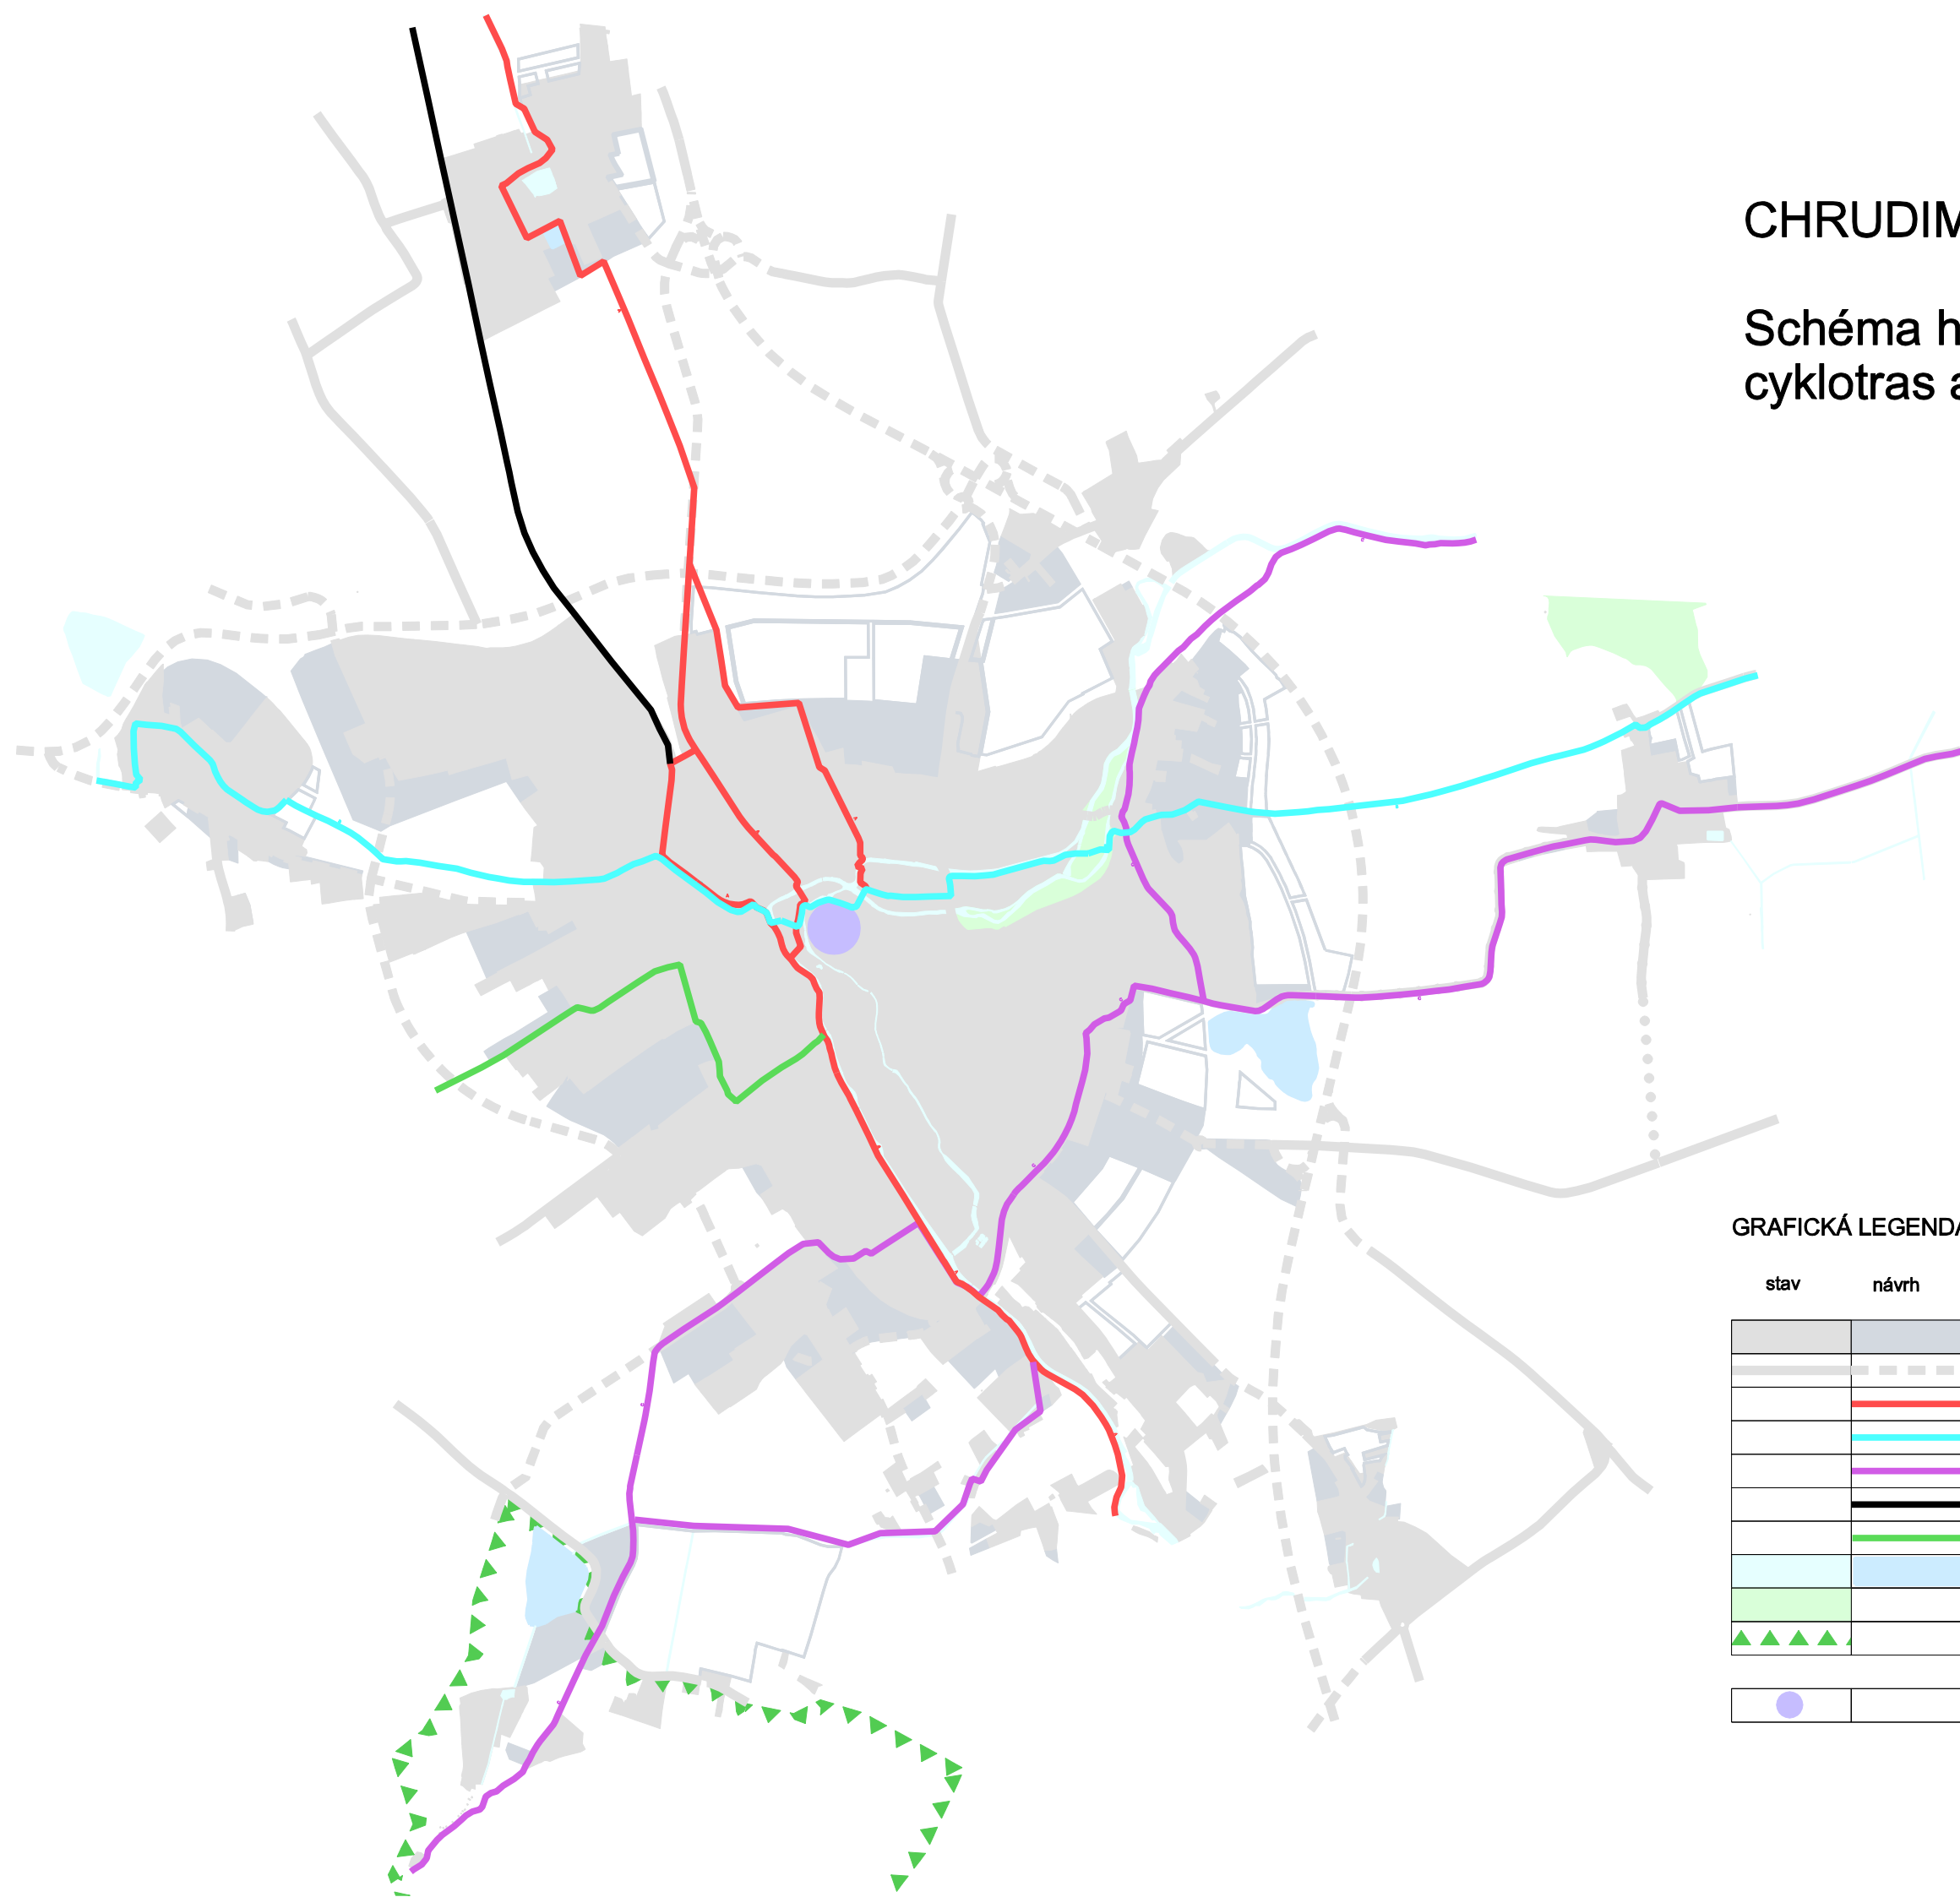 CHRUDIM
Schéma h
cyklotras a
GRAFICKÁ LEGENDA
stav návrh